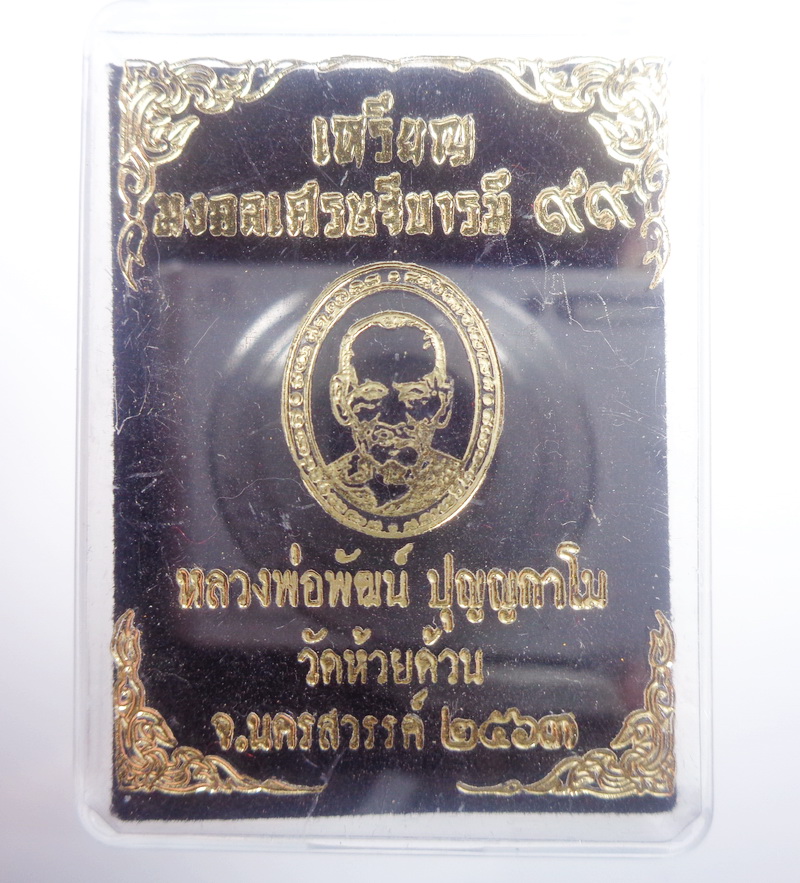 เหรียญ
มงคลเศรษฐีบารมี ๙๙
หลวงพ่อพัฒน์ ปุญญกาโม
วัดห้วยด้วน
จ.นครสวรรค์ ๒๕๖๓